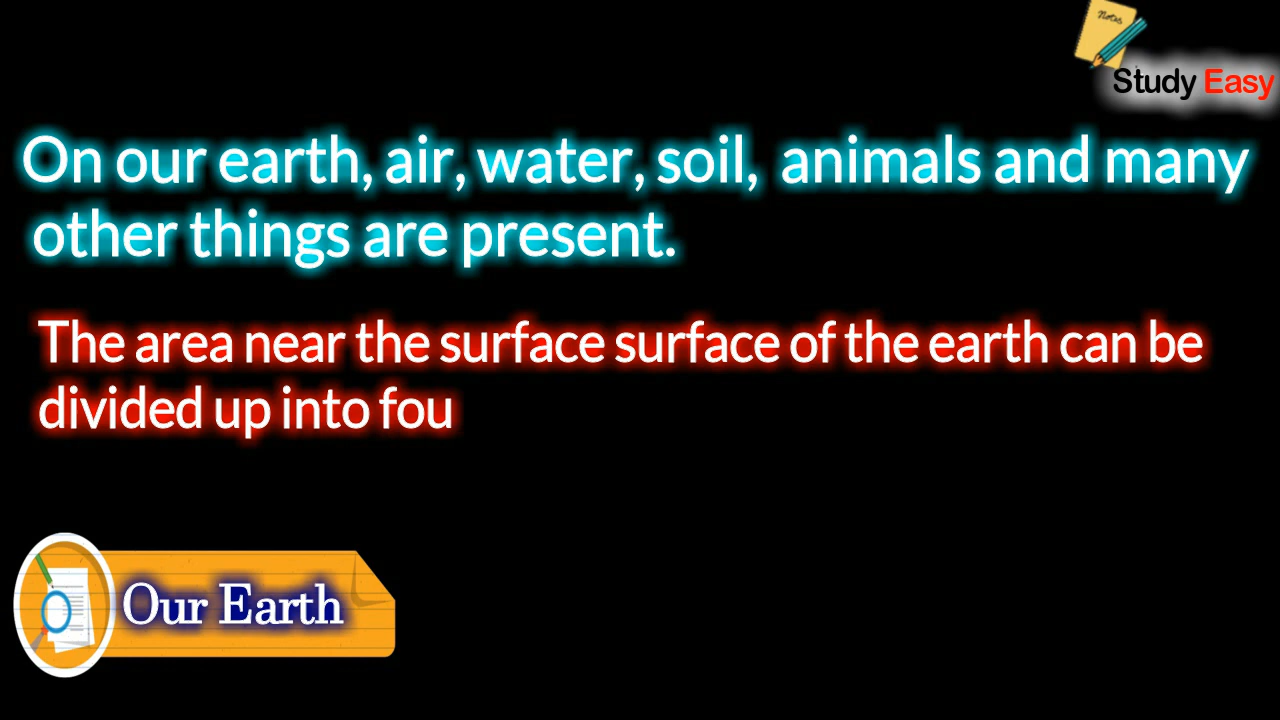 Notes
Study Easy
On our earth, air, water, soil, animals and many
other things are present.
The area near the surface surface of the earth can be
divided up into fou
Our Earth